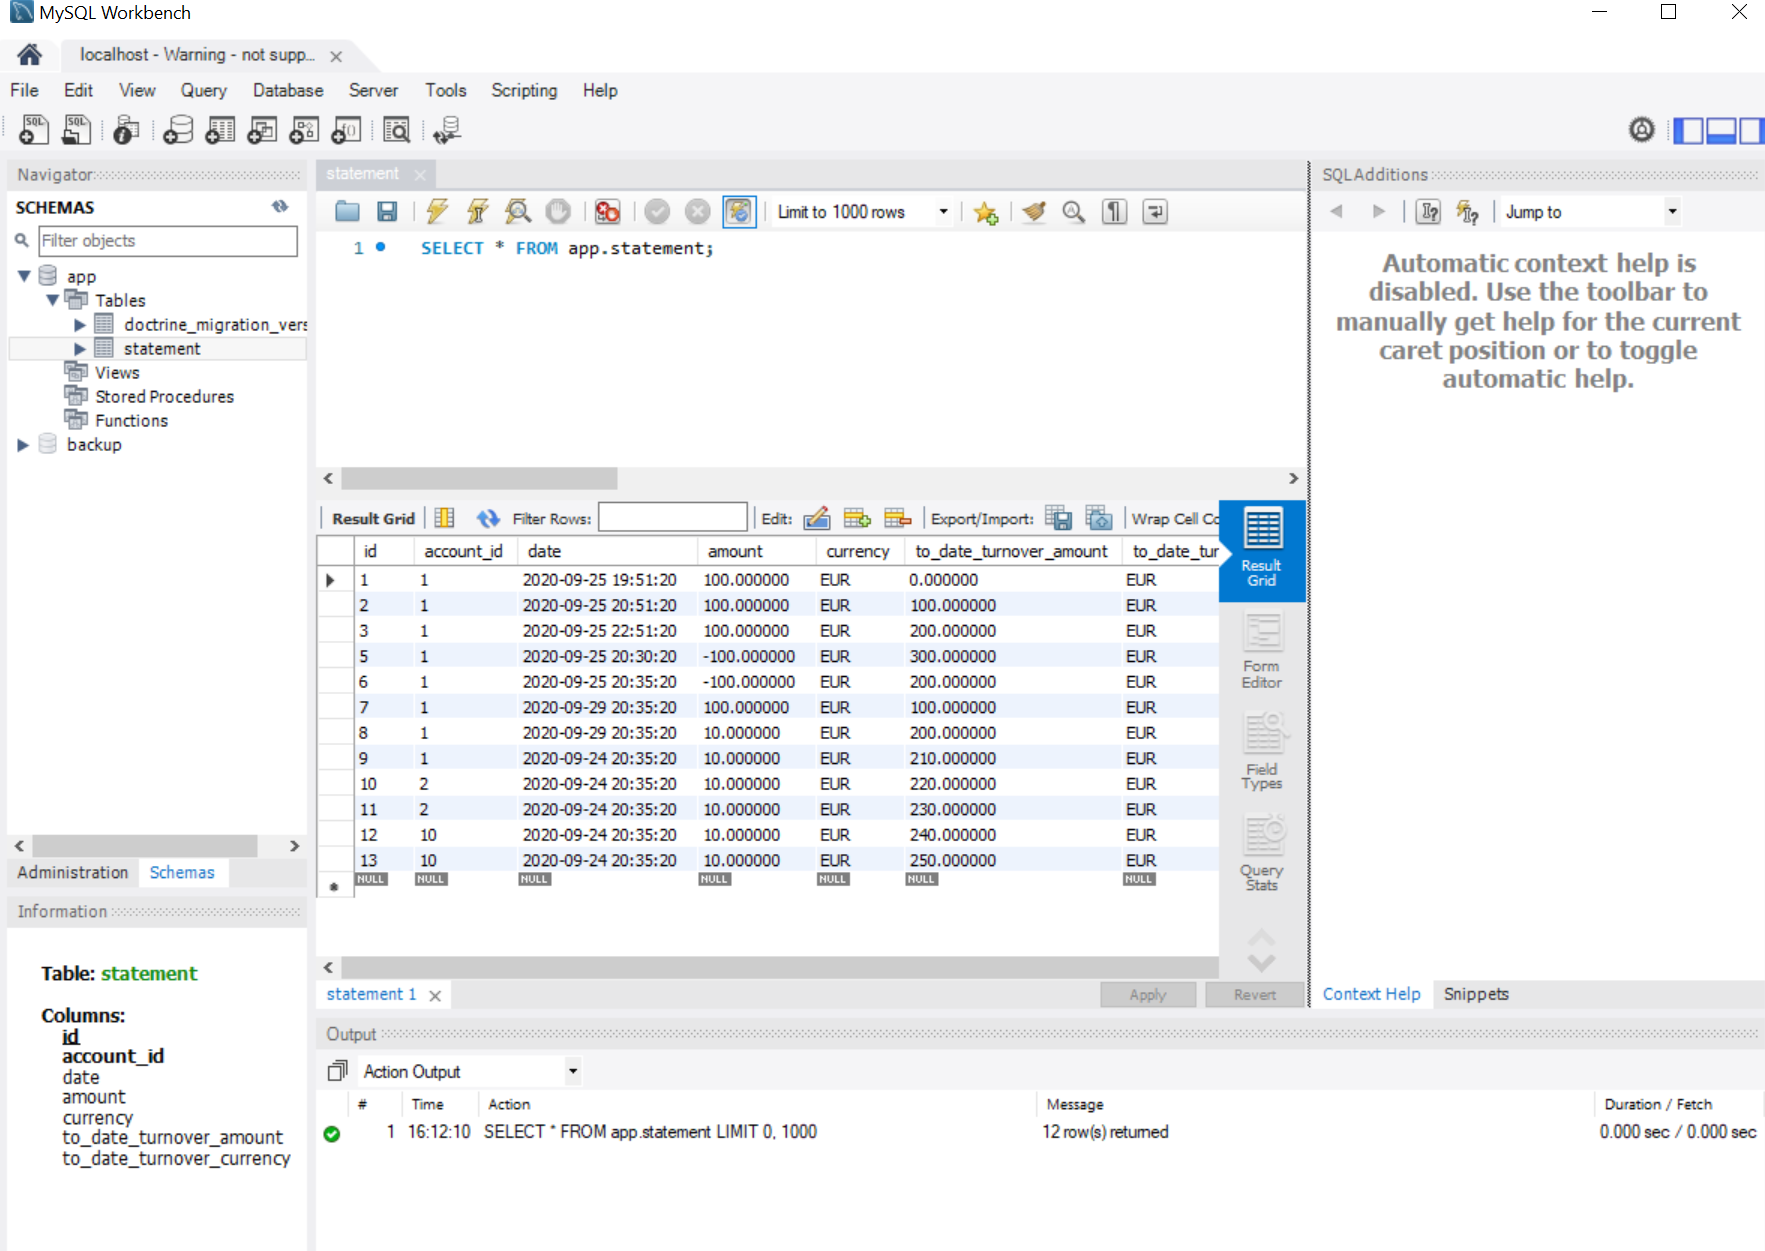 MySQL Workbench
localhost - Warning - not supp...
File Edit View Query Database Server Tools Scripting Help
Navigator
SCHEMAS
Filter objects
app
Tables
doctrine_migration_vers
statement
Views
Stored Procedures
Functions
backup
Administration Schemas
Information
Table: statement
Columns:
id
account_id
date
amount
currency
to_date_turnover_amount
to_date_turnover_currency
statement
Limit to 1000 rows
1 SELECT * FROM app.statement;
Result Grid Filter Rows: Edit: Export/Import: Wrap Cell Co
id account_id date amount currency to_date_turnover_amount to_date_tur
1 1 2020-09-25 19:51:20 100.000000 EUR 0.000000 EUR
2 1 2020-09-25 20:51:20 100.000000 EUR 100.000000 EUR
3 1 2020-09-25 22:51:20 100.000000 EUR 200.000000 EUR
5 1 2020-09-25 20:30:20 -100.000000 EUR 300.000000 EUR
6 1 2020-09-25 20:35:20 -100.000000 EUR 200.000000 EUR
7 1 2020-09-29 20:35:20 100.000000 EUR 100.000000 EUR
8 1 2020-09-29 20:35:20 10.000000 EUR 200.000000 EUR
9 1 2020-09-24 20:35:20 10.000000 EUR 210.000000 EUR
10 2 2020-09-24 20:35:20 10.000000 EUR 220.000000 EUR
11 2 2020-09-24 20:35:20 10.000000 EUR 230.000000 EUR
12 10 2020-09-24 20:35:20 10.000000 EUR 240.000000 EUR
13 10 2020-09-24 20:35:20 10.000000 EUR 250.000000 EUR
NULL NULL NULL NULL NULL NULL NULL
Result
Grid
Form
Editor
Field
Types
Query
Stats
statement 1 Apply Revert
SQLAdditions
Jump to
Automatic context help is
disabled. Use the toolbar to
manually get help for the current
caret position or to toggle
automatic help.
Context Help Snippets
Output
Action Output
# Time Action Message Duration / Fetch
1 16:12:10 SELECT * FROM app.statement LIMIT 0, 1000 12 row(s) returned 0.000 sec / 0.000 sec